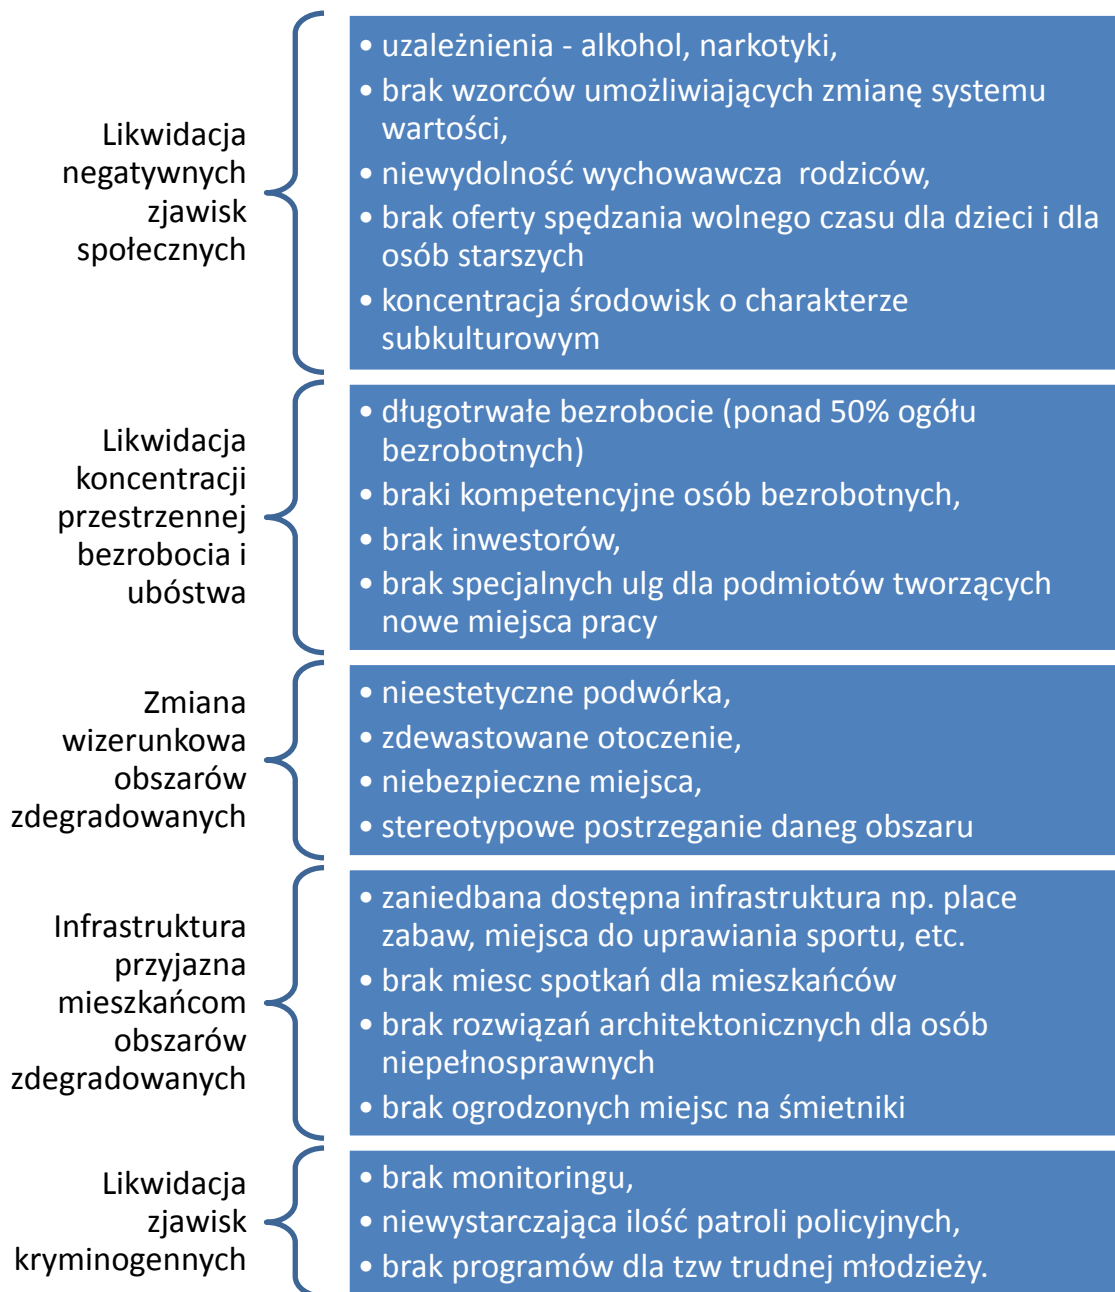 Likwidacja
negatywnych
zjawisk
społecznych
• uzależnienia - alkohol, narkotyki,
• brak wzorców umożliwiających zmianę systemu
wartości,
• niewydolność wychowawcza  rodziców,
• brak oferty spędzania wolnego czasu dla dzieci i dla
osób starszych
• koncentracja środowisk o charakterze
subkulturowym
Likwidacja
koncentracji
przestrzennej
bezrobocia i
ubóstwa
• długotrwałe bezrobocie (ponad 50% ogółu
bezrobotnych)
• braki kompetencyjne osób bezrobotnych,
• brak inwestorów,
• brak specjalnych ulg dla podmiotów tworzących
nowe miejsca pracy
Zmiana
wizerunkowa
obszarów
zdegradowanych
• nieestetyczne podwórka,
• zdewastowane otoczenie,
• niebezpieczne miejsca,
• stereotypowe postrzeganie daneg obszaru
Infrastruktura
przyjazna
mieszkańcom
obszarów
zdegradowanych
• zaniedbana dostępna infrastruktura np. place
zabaw, miejsca do uprawiania sportu, etc.
• brak miesc spotkań dla mieszkańców
• brak rozwiązań architektonicznych dla osób
niepełnosprawnych
• brak ogrodzonych miejsc na śmietniki
Likwidacja
zjawisk
kryminogennych
• brak monitoringu,
• niewystarczająca ilość patroli policyjnych,
• brak programów dla tzw trudnej młodzieży.